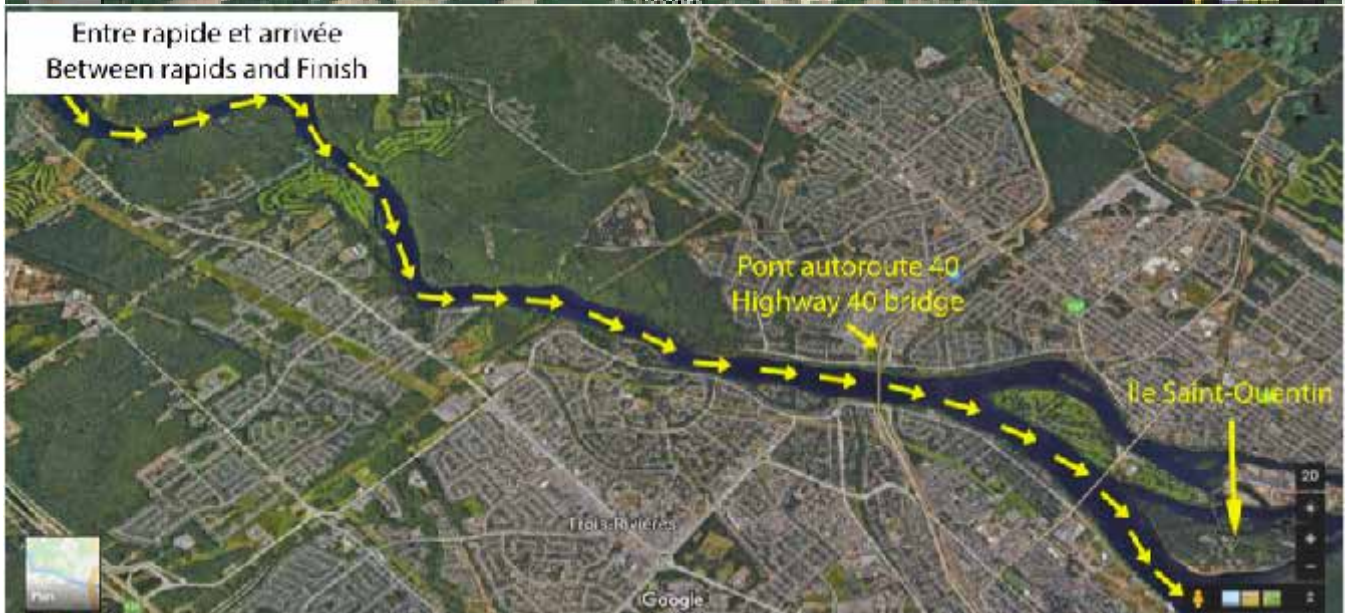 Entre rapide et arrivée
Between rapids and Finish
Pont autoroute 40
Highway 40 bridge
Île Saint-Quentin
2D
Trois-Rivières
Plan
Google